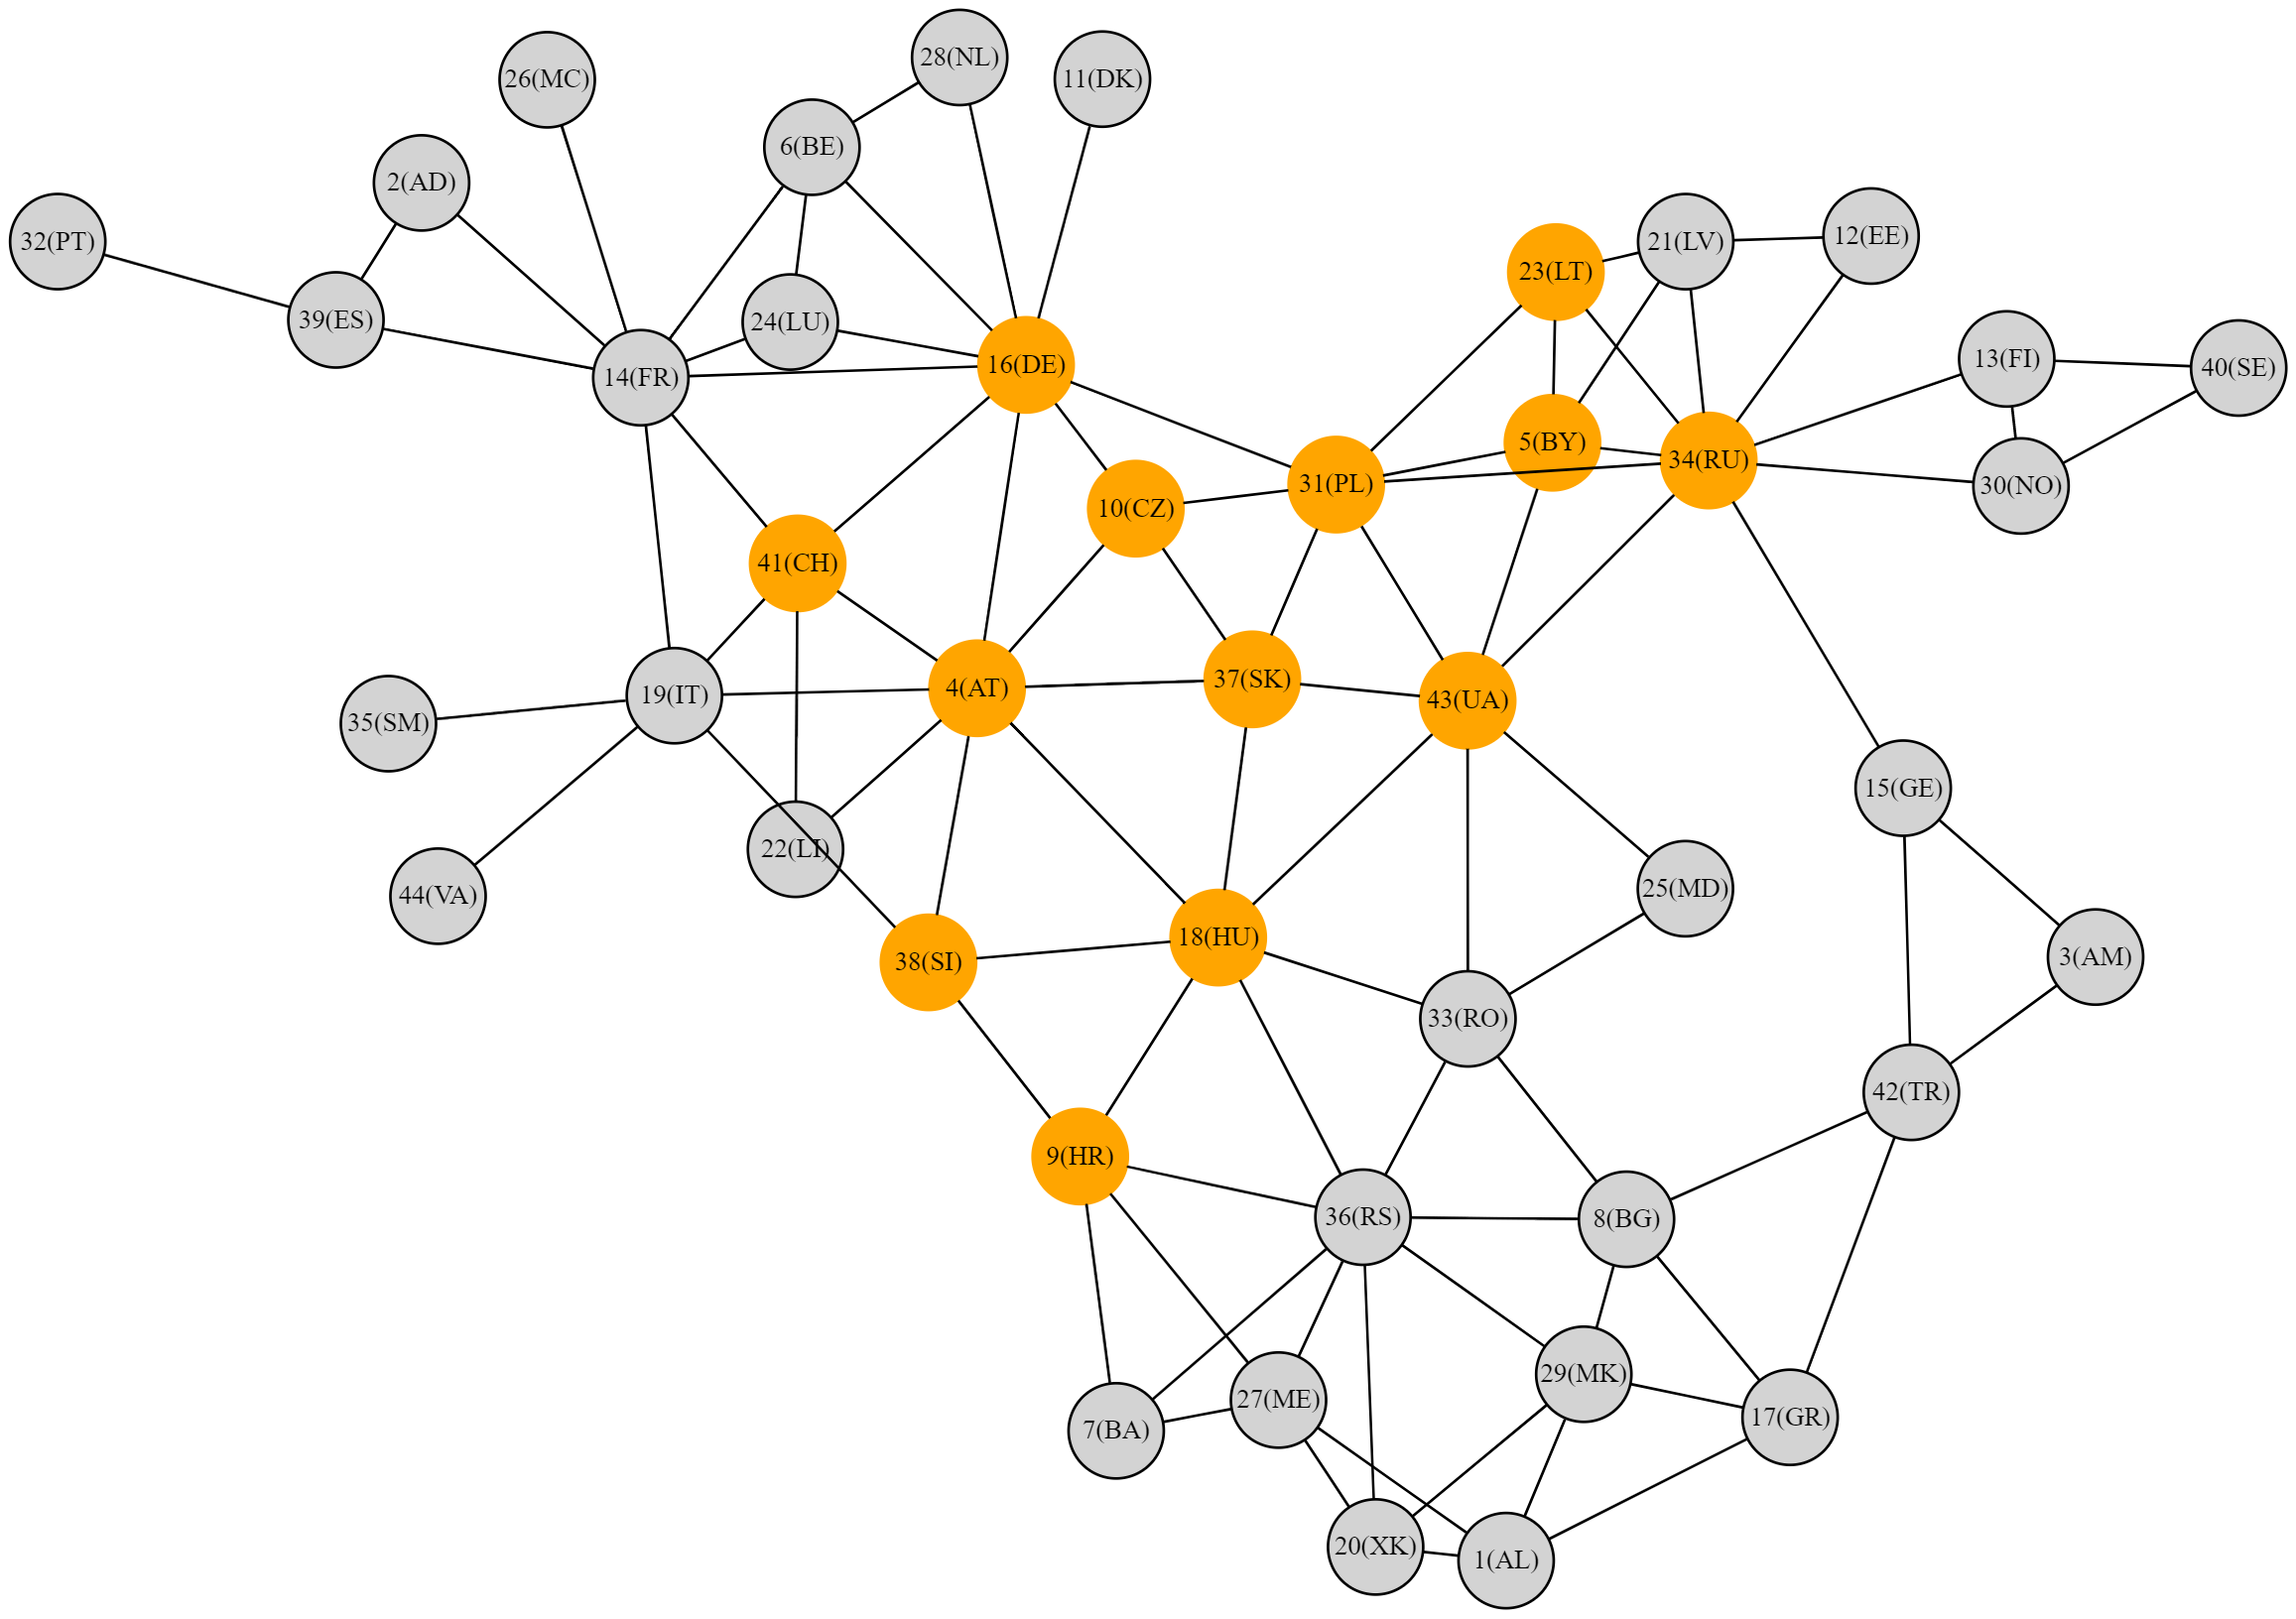 28(NL)
26(MC)
11(DK)
6(BE)
2(AD)
32(PT)
21(LV)
12(EE)
23(LT)
39(ES)
24(LU)
13(FI)
40(SE)
16(DE)
14(FR)
5(BY)
34(RU)
31(PL)
30(NO)
10(CZ)
41(CH)
37(SK)
4(AT)
19(IT)
43(UA)
35(SM)
15(GE)
22(LI)
25(MD)
44(VA)
18(HU)
3(AM)
38(SI)
33(RO)
42(TR)
9(HR)
36(RS)
8(BG)
29(MK)
27(ME)
17(GR)
7(BA)
20(XK)
1(AL)